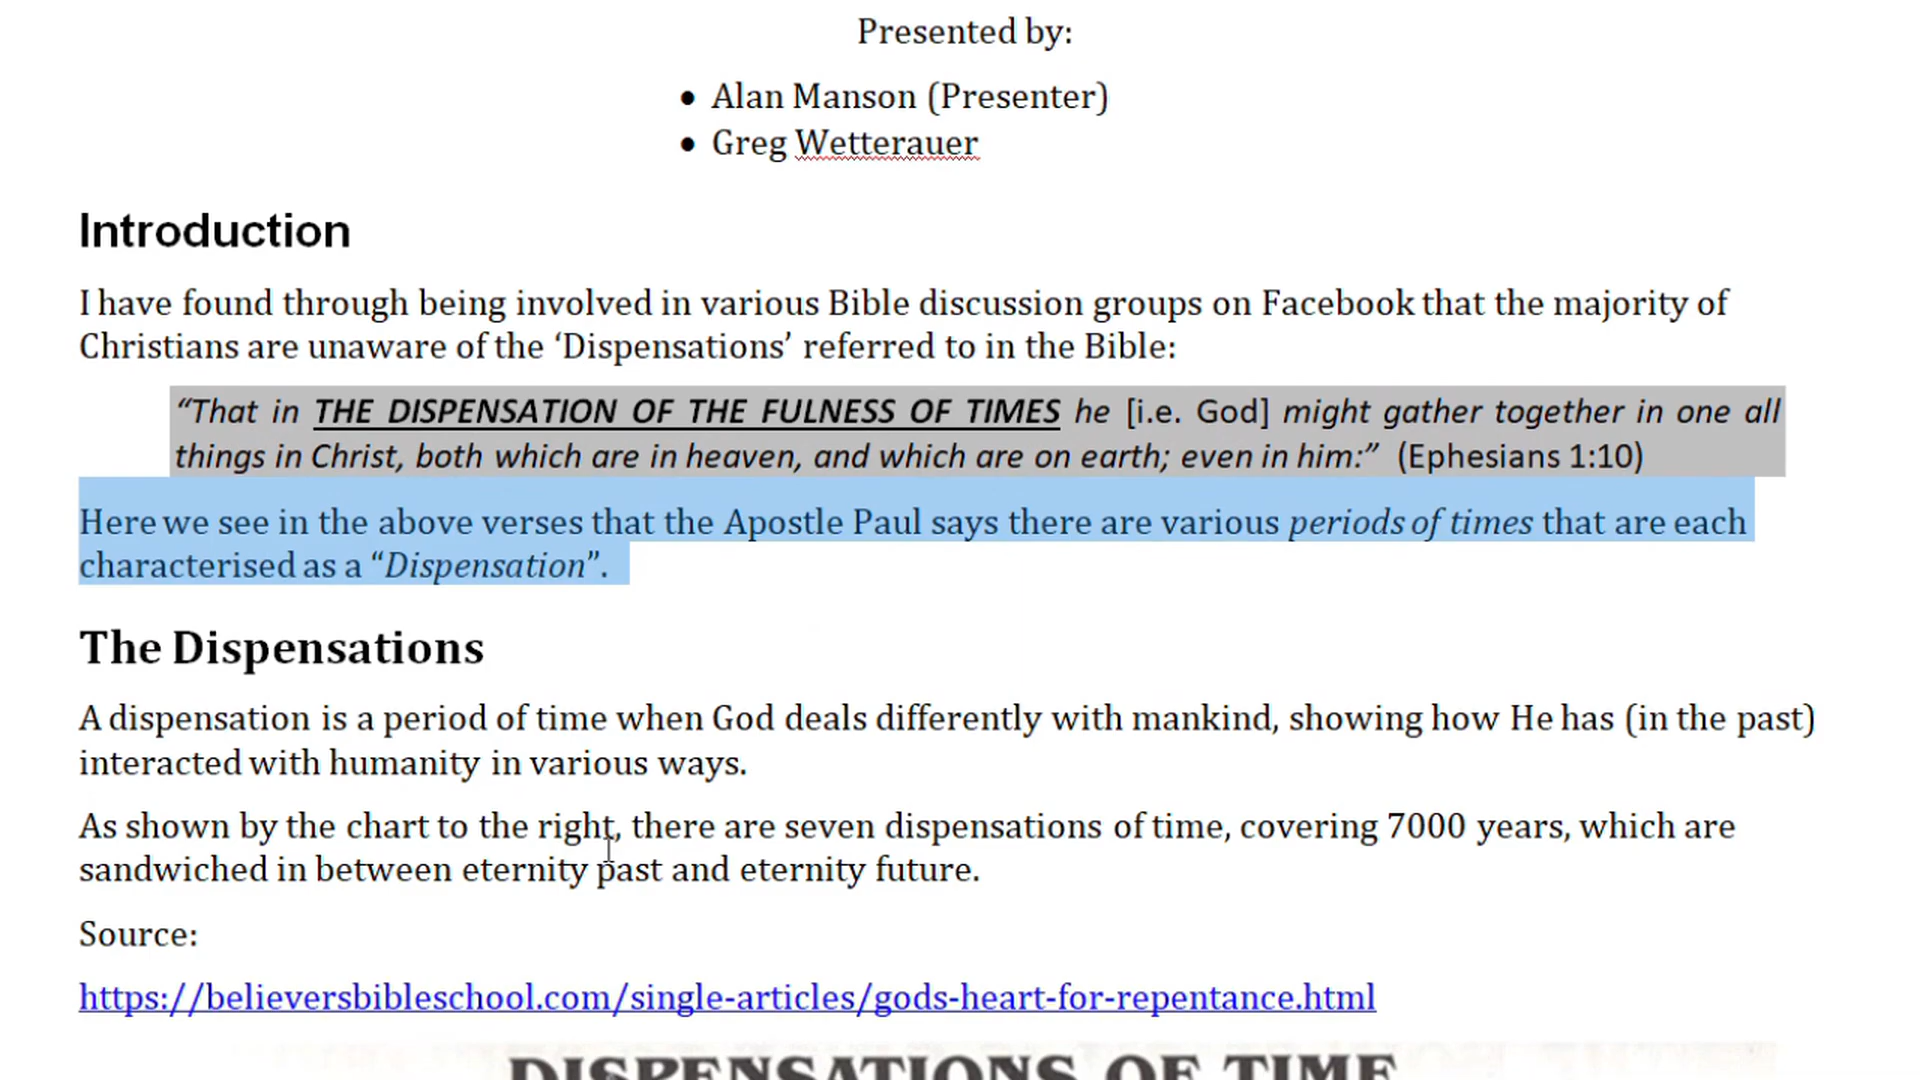 Presented by:
• Alan Manson (Presenter)
• Greg Wetterauer
Introduction
I have found through being involved in various Bible discussion groups on Facebook that the majority of
Christians are unaware of the ‘Dispensations’ referred to in the Bible:
“That in THE DISPENSATION OF THE FULNESS OF TIMES he [i.e. God] might gather together in one all
things in Christ, both which are in heaven, and which are on earth; even in him:” (Ephesians 1:10)
Here we see in the above verses that the Apostle Paul says there are various periods of times that are each
characterised as a “Dispensation”.
The Dispensations
A dispensation is a period of time when God deals differently with mankind, showing how He has (in the past)
interacted with humanity in various ways.
As shown by the chart to the right, there are seven dispensations of time, covering 7000 years, which are
sandwiched in between eternity past and eternity future.
Source:
https://believersbibleschool.com/single-articles/gods-heart-for-repentance.html
DISPENSATIONS OF TIME